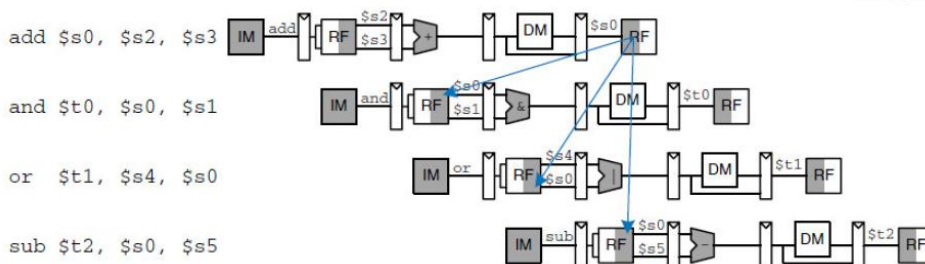 add $s0, $s2, $s3 IM add RF $s2 $s3 + DM $s0 RF
and $t0, $s0, $s1 IM and RF $s0 $s1 & DM $t0 RF
or $t1, $s4, $s0 IM or RF $s4 $s0 | DM $t1 RF
sub $t2, $s0, $s5 IM sub RF $s0 $s5 - DM $t2 RF